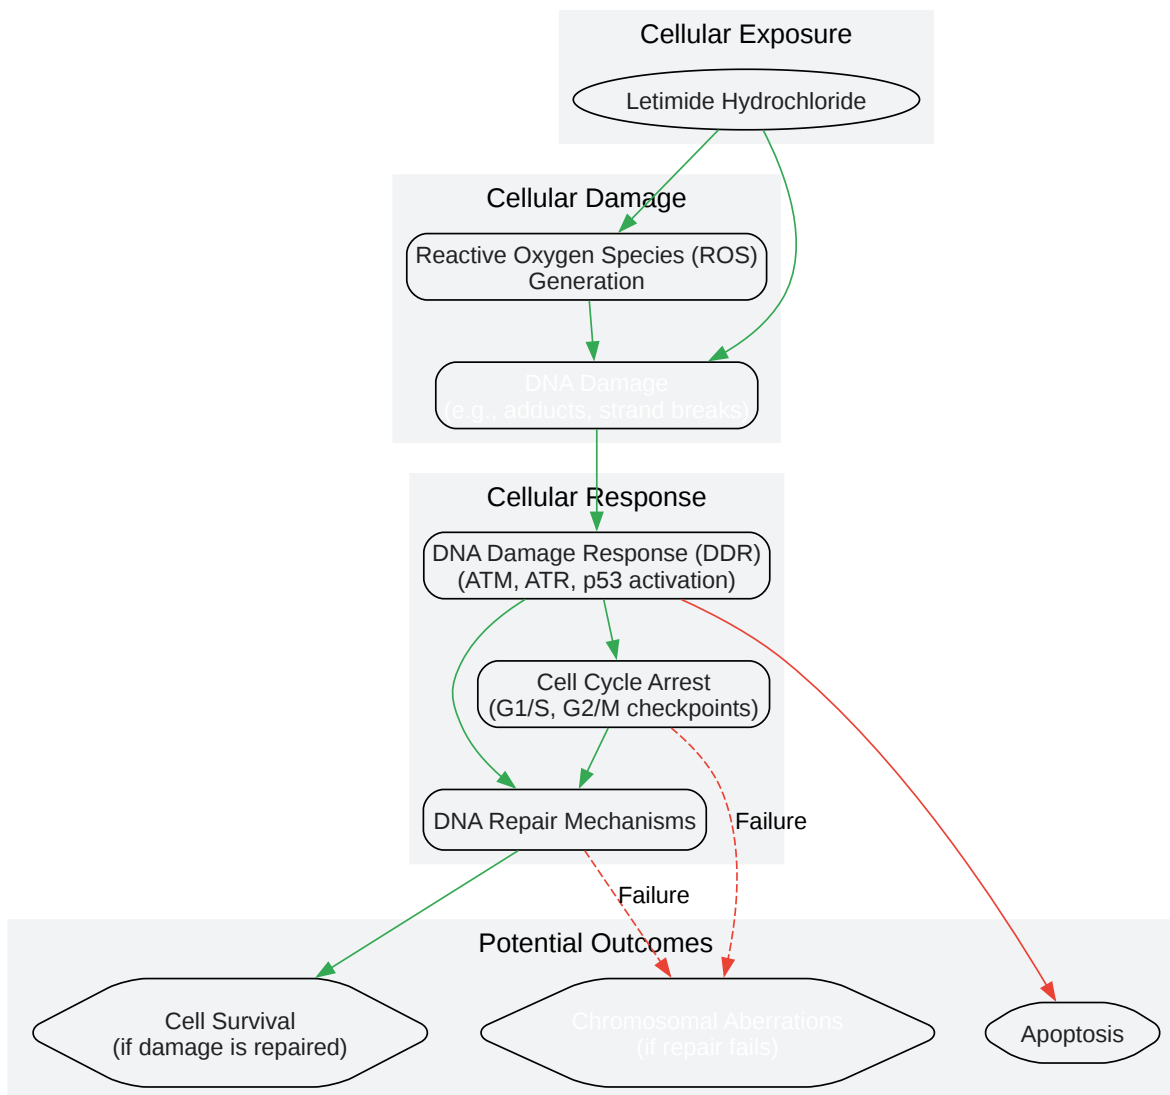 Cellular Exposure
Letimide Hydrochloride
Cellular Damage
Reactive Oxygen Species (ROS)
Generation
DNA Damage
(e.g., adducts, strand breaks)
Cellular Response
DNA Damage Response (DDR)
(ATM, ATR, p53 activation)
Cell Cycle Arrest
(G1/S, G2/M checkpoints)
DNA Repair Mechanisms
Failure
Failure
Potential Outcomes
Cell Survival
(if damage is repaired)
Chromosomal Aberrations
(if repair fails)
Apoptosis